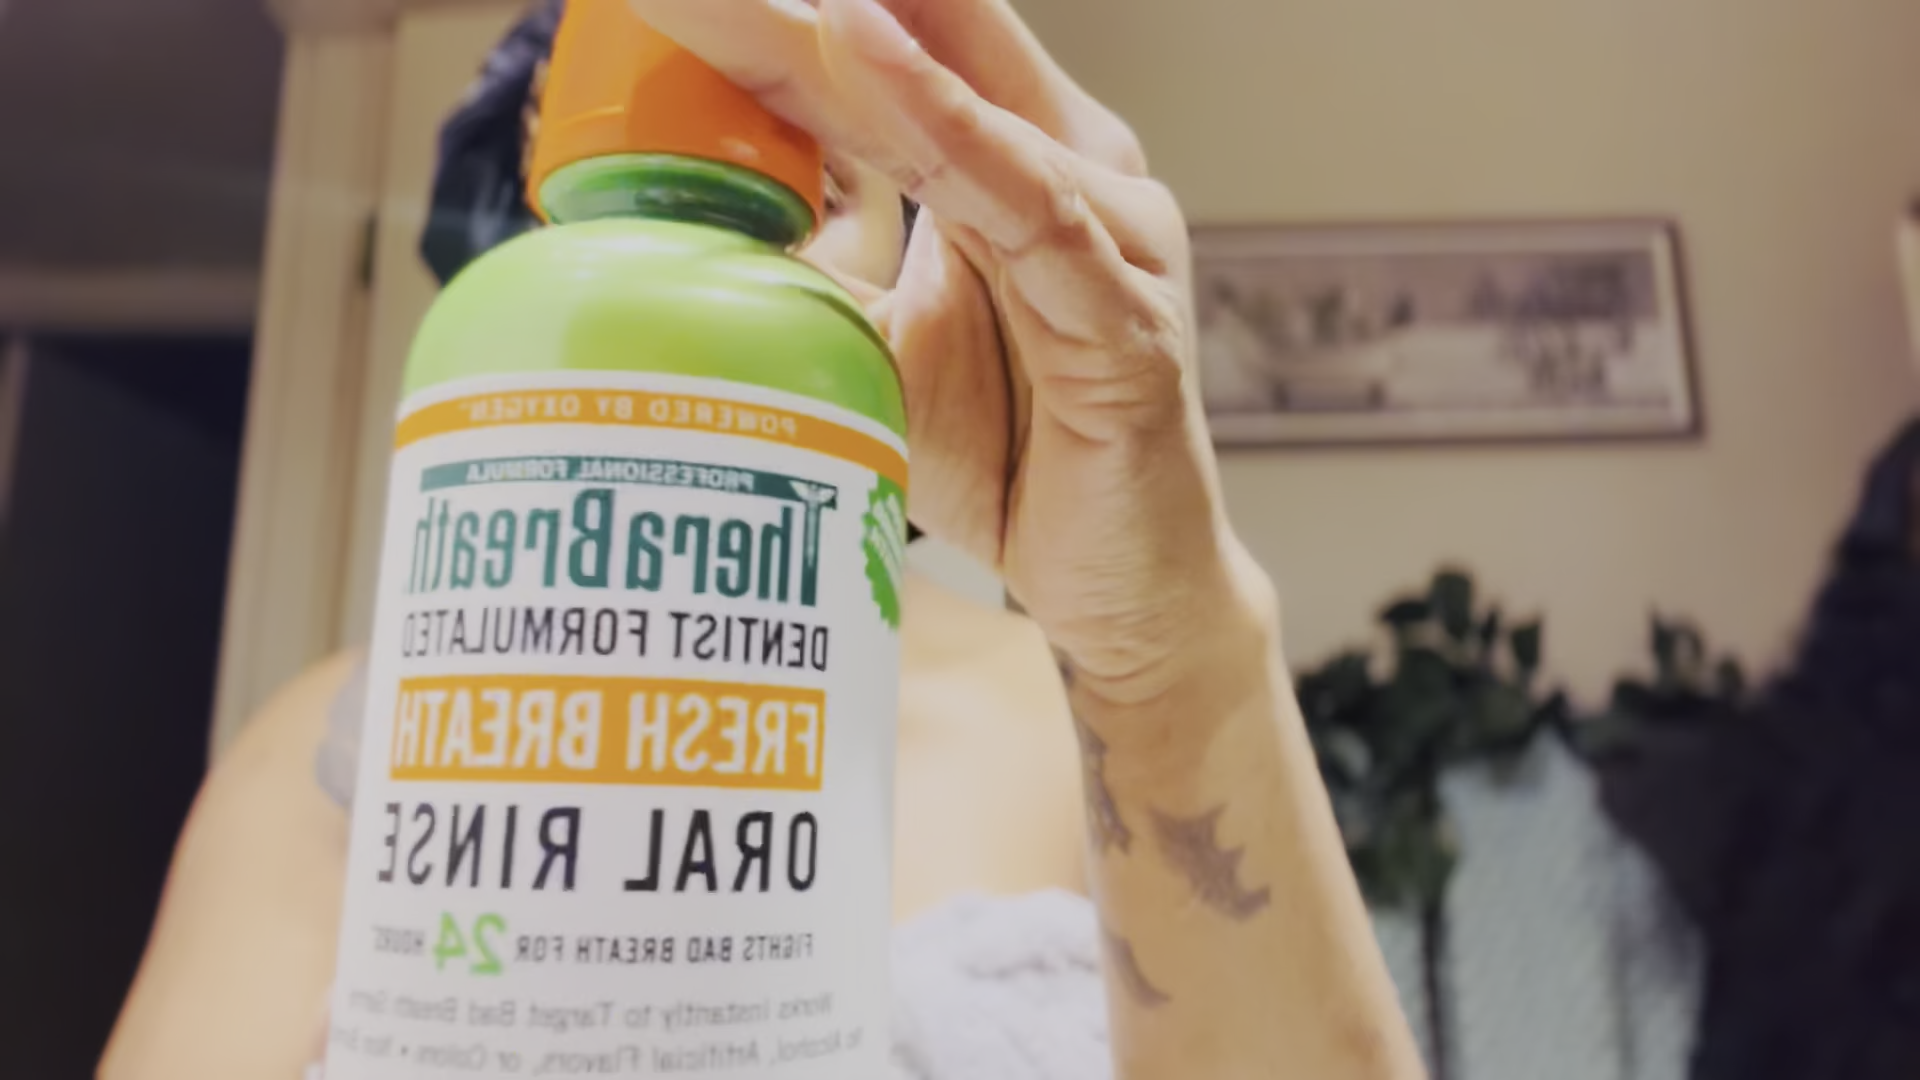 POWERED BY OXYGEN
PROFESSIONAL FORMULA
TheraBreath
DENTIST FORMULATED
FRESH BREATH
ORAL RINSE
FIGHTS BAD BREATH FOR 24 HOURS
Works Instantly to Target Bad Breath
Alcohol, Artificial Flavors, or Colors • Non